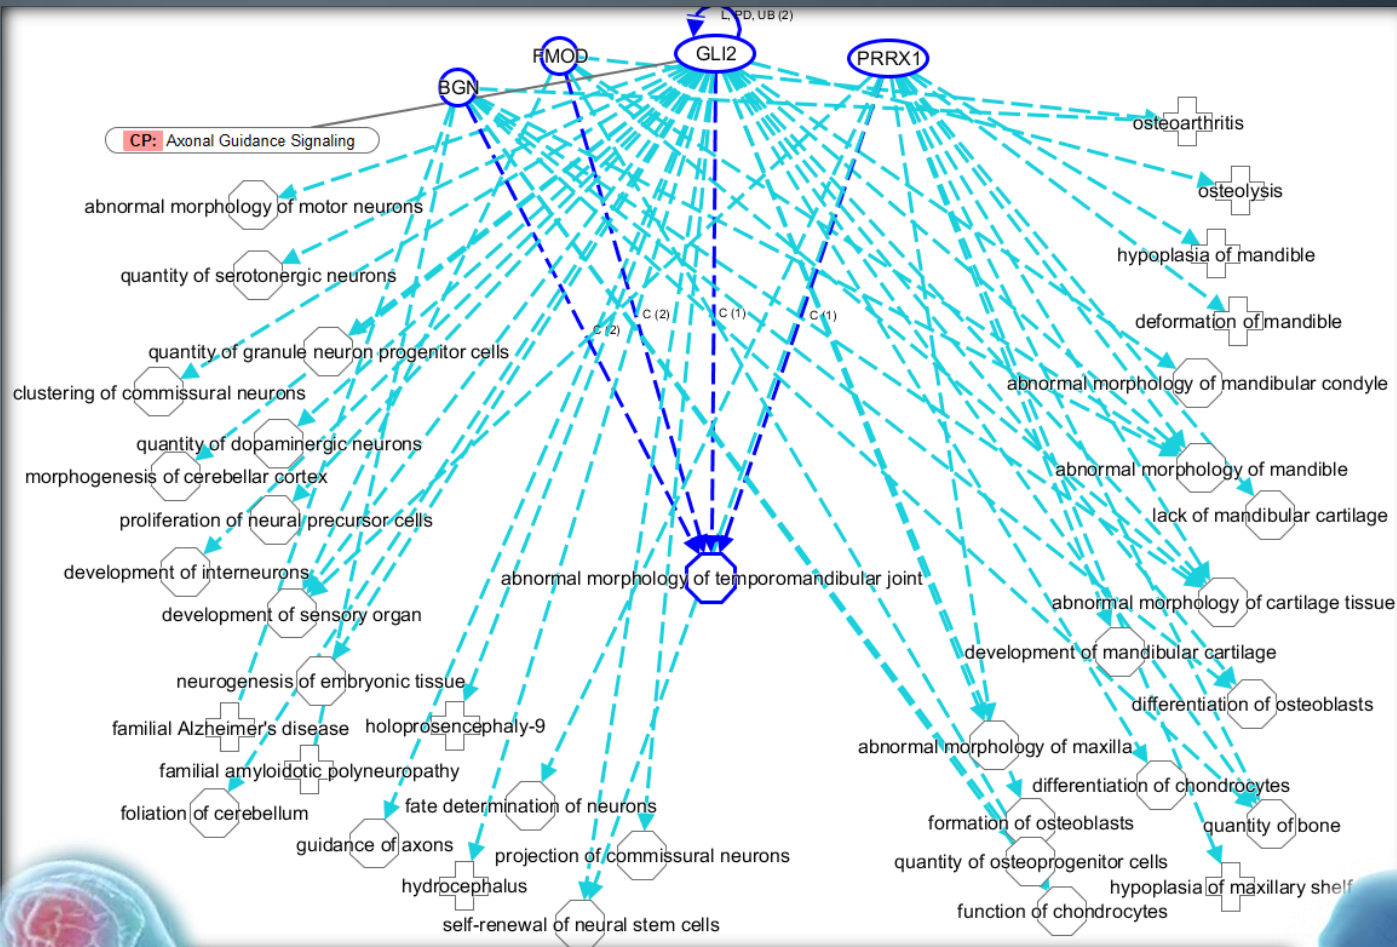 L, PD, UB (2)
FMOD
GLI2
PRRX1
BGN
CP: Axonal Guidance Signaling
osteoarthritis
osteolysis
abnormal morphology of motor neurons
hypoplasia of mandible
quantity of serotonergic neurons
C (2)
C (2)
C (1)
C (1)
deformation of mandible
quantity of granule neuron progenitor cells
abnormal morphology of mandibular condyle
clustering of commissural neurons
quantity of dopaminergic neurons
abnormal morphology of mandible
morphogenesis of cerebellar cortex
lack of mandibular cartilage
proliferation of neural precursor cells
development of interneurons
abnormal morphology of temporomandibular joint
abnormal morphology of cartilage tissue
development of sensory organ
development of mandibular cartilage
neurogenesis of embryonic tissue
differentiation of osteoblasts
familial Alzheimer's disease
holoprosencephaly-9
abnormal morphology of maxilla
familial amyloidotic polyneuropathy
differentiation of chondrocytes
foliation of cerebellum
fate determination of neurons
formation of osteoblasts
quantity of bone
guidance of axons
projection of commissural neurons
quantity of osteoprogenitor cells
hydrocephalus
hypoplasia of maxillary shelf
function of chondrocytes
self-renewal of neural stem cells